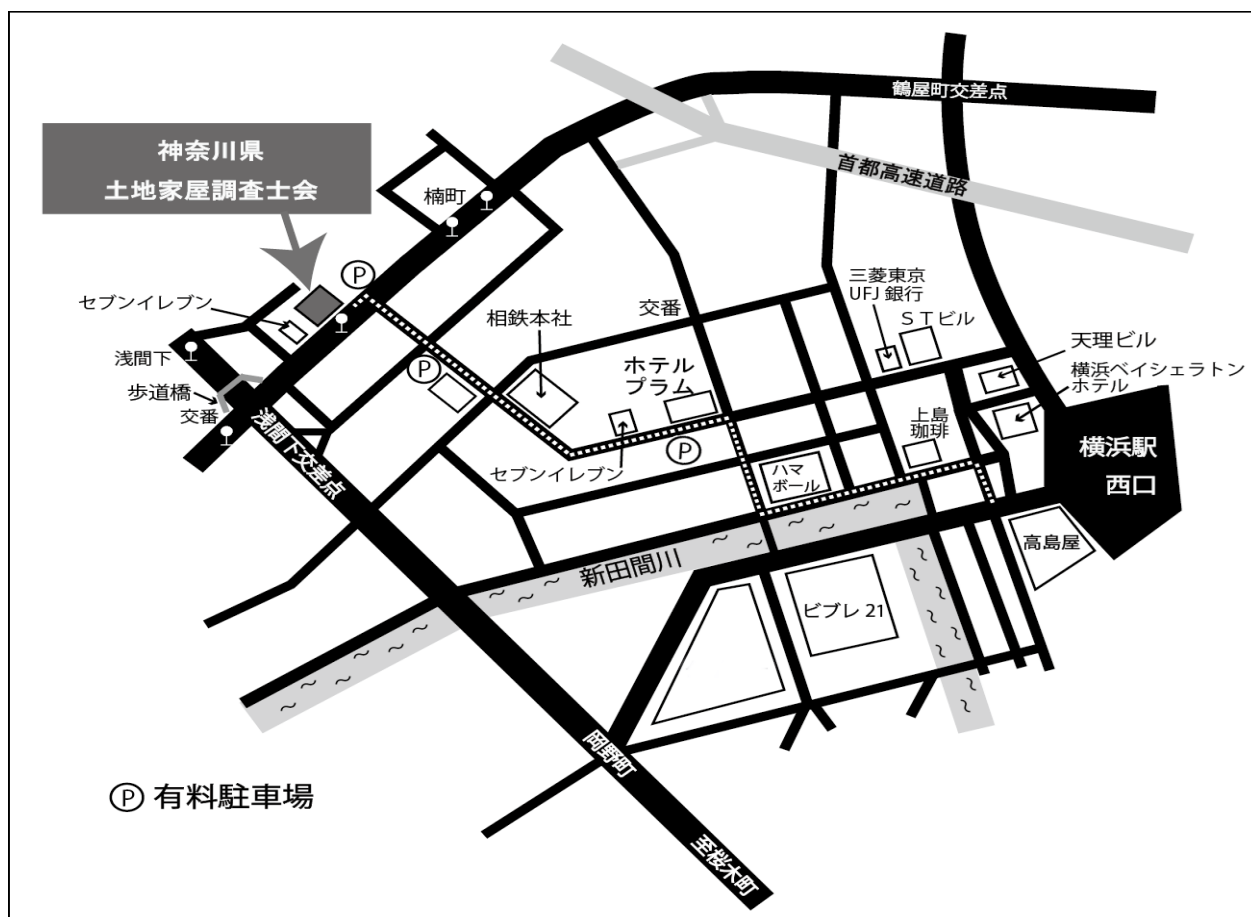 鶴屋町交差点
神奈川県
土地家屋調査士会
首都高速道路
楠町
P
三菱東京
UFJ 銀行
セブンイレブン
交番
相鉄本社
STビル
天理ビル
浅間下
ホテル
プラム
横浜ベイシェラトン
ホテル
P
歩道橋
交番
浅間下交差点
上島
珈琲
横浜駅
西口
P
セブンイレブン
ハマ
ボール
高島屋
新田間川
ビブレ 21
岡野町
P 有料駐車場
至桜木町